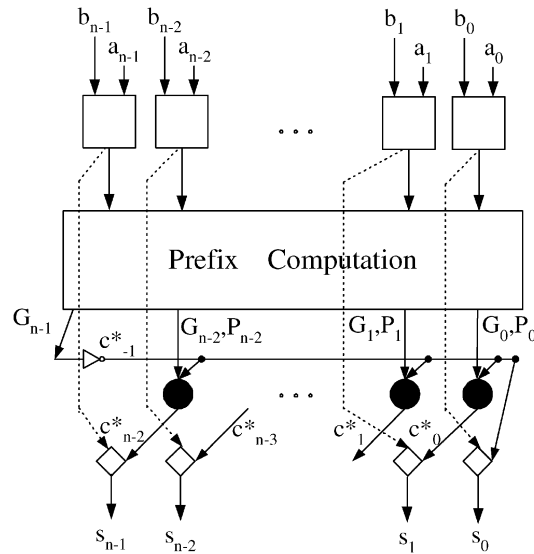 b_{n-1} b_{n-2} b_1 b_0
a_{n-1} a_{n-2} a_1 a_0
Prefix Computation
G_{n-1} G_{n-2},P_{n-2} G_1,P_1 G_0,P_0
c*_{-1}
c*_{n-2} c*_{n-3} c*_1 c*_0
s_{n-1} s_{n-2} s_1 s_0